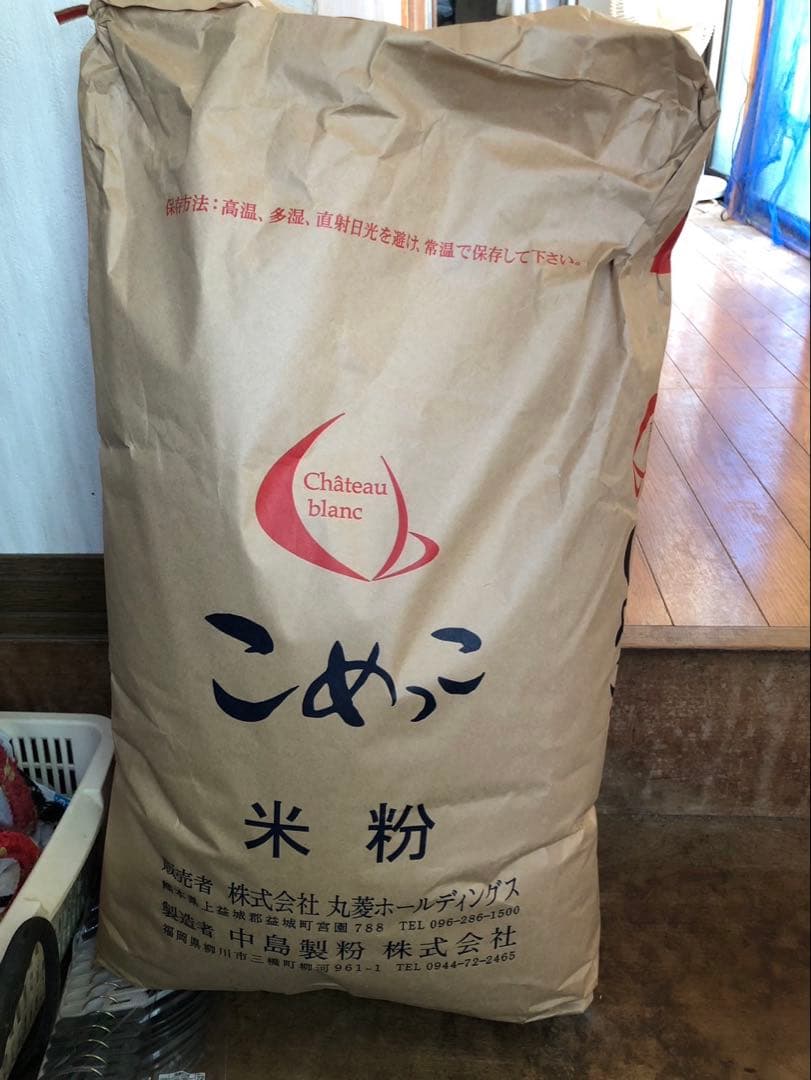 保存方法：高温、多湿、直射日光を避け、常温で保存して下さい。
Château
blanc
こめっこ
米粉
販売者 株式会社 丸菱ホールディングス
熊本県上益城郡益城町宮園788 TEL 096-286-1500
製造者 中島製粉 株式会社
福岡県柳川市三橋町柳河961-1 TEL 0944-72-2465